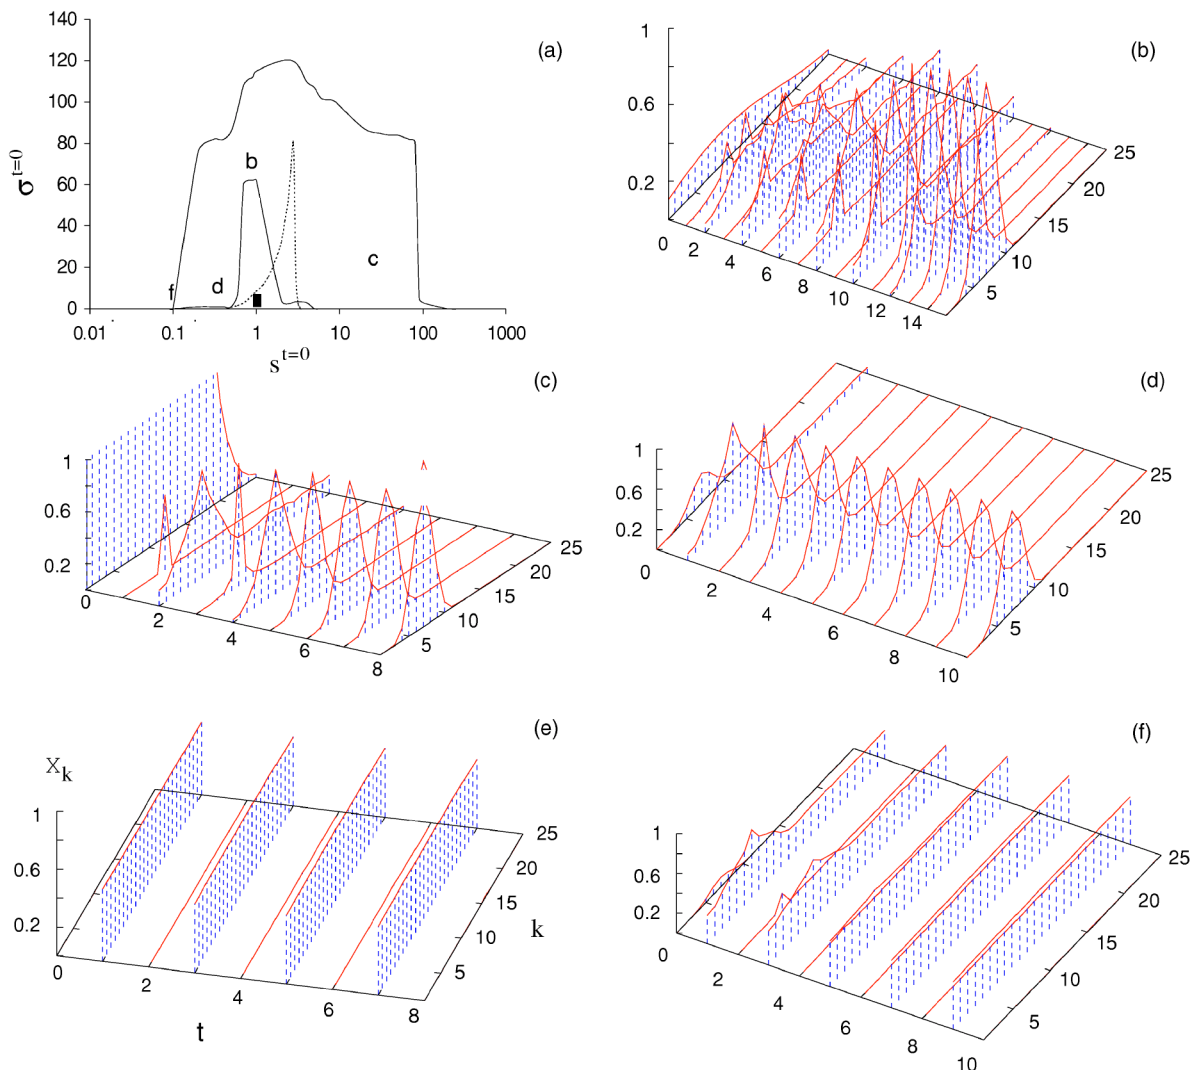 (a)
140
120
100
80
60
40
20
0
σ^{t=0}
b
c
d
f
0.01 0.1 1 10 100 1000
s^{t=0}
(b)
1
0.6
0.2
0 2 4 6 8 10 12 14
5 10 15 20 25
(c)
1
0.6
0.2
0 2 4 6 8
5 10 15 20 25
(d)
1
0.6
0.2
0 2 4 6 8 10
5 10 15 20 25
(e)
X_k
1
0.6
0.2
0 2 4 6 8
5 10 15 20 25
k
t
(f)
1
0.6
0.2
0 2 4 6 8 10
5 10 15 20 25